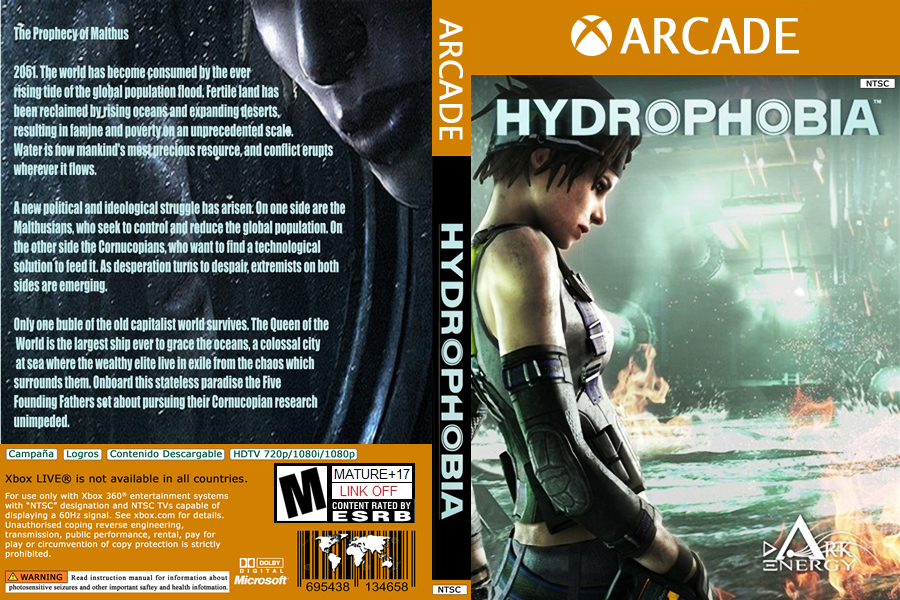 The Prophecy of Malthus
2061. The world has become consumed by the ever
rising tide of the global population flood. Fertile land has
been reclaimed by rising oceans and expanding deserts,
resulting in famine and poverty on an unprecedented scale.
Water is now mankind's most precious resource, and conflict erupts
wherever it flows.
A new political and ideological struggle has arisen. On one side are the
Malthusians, who seek to control and reduce the global population. On
the other side the Cornucopians, who want to find a technological
solution to feed it. As desperation turns to despair, extremists on both
sides are emerging.
Only one buble of the old capitalist world survives. The Queen of the
World is the largest ship ever to grace the oceans, a colossal city
at sea where the wealthy elite live in exile from the chaos which
surrounds them. Onboard this stateless paradise the Five
Founding Fathers set about pursuing their Cornucopian research
unimpeded.
Campaña Logros Contenido Descargable HDTV 720p/1080i/1080p
Xbox LIVE® is not available in all countries.
For use only with Xbox 360® entertainment systems
with "NTSC" designation and NTSC TVs capable of
displaying a 60Hz signal. See xbox.com for details.
Unauthorised coping reverse engineering,
transmission, public performance, rental, pay for
play or circumvention of copy protection is strictly
prohibited.
WARNING Read instruction manual for information about
photosensitive seizures and other important saftey and health infotmation.
M
MATURE+17
LINK OFF
CONTENT RATED BY
ESRB
DOLBY
DIGITAL
Microsoft®
695438 134658
ARCADE
HYDROPHOBIA
NTSC
ARCADE
NTSC
HYDROPHOBIA™
DARK
ENERGY